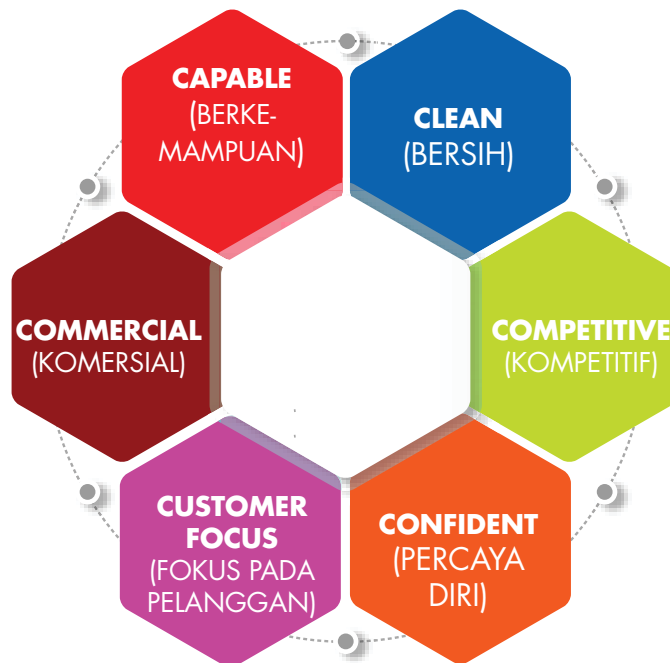 CAPABLE
(BERKE-
MAMPUAN)
CLEAN
(BERSIH)
COMMERCIAL
(KOMERSIAL)
COMPETITIVE
(KOMPETITIF)
CUSTOMER
FOCUS
(FOKUS PADA
PELANGGAN)
CONFIDENT
(PERCAYA
DIRI)